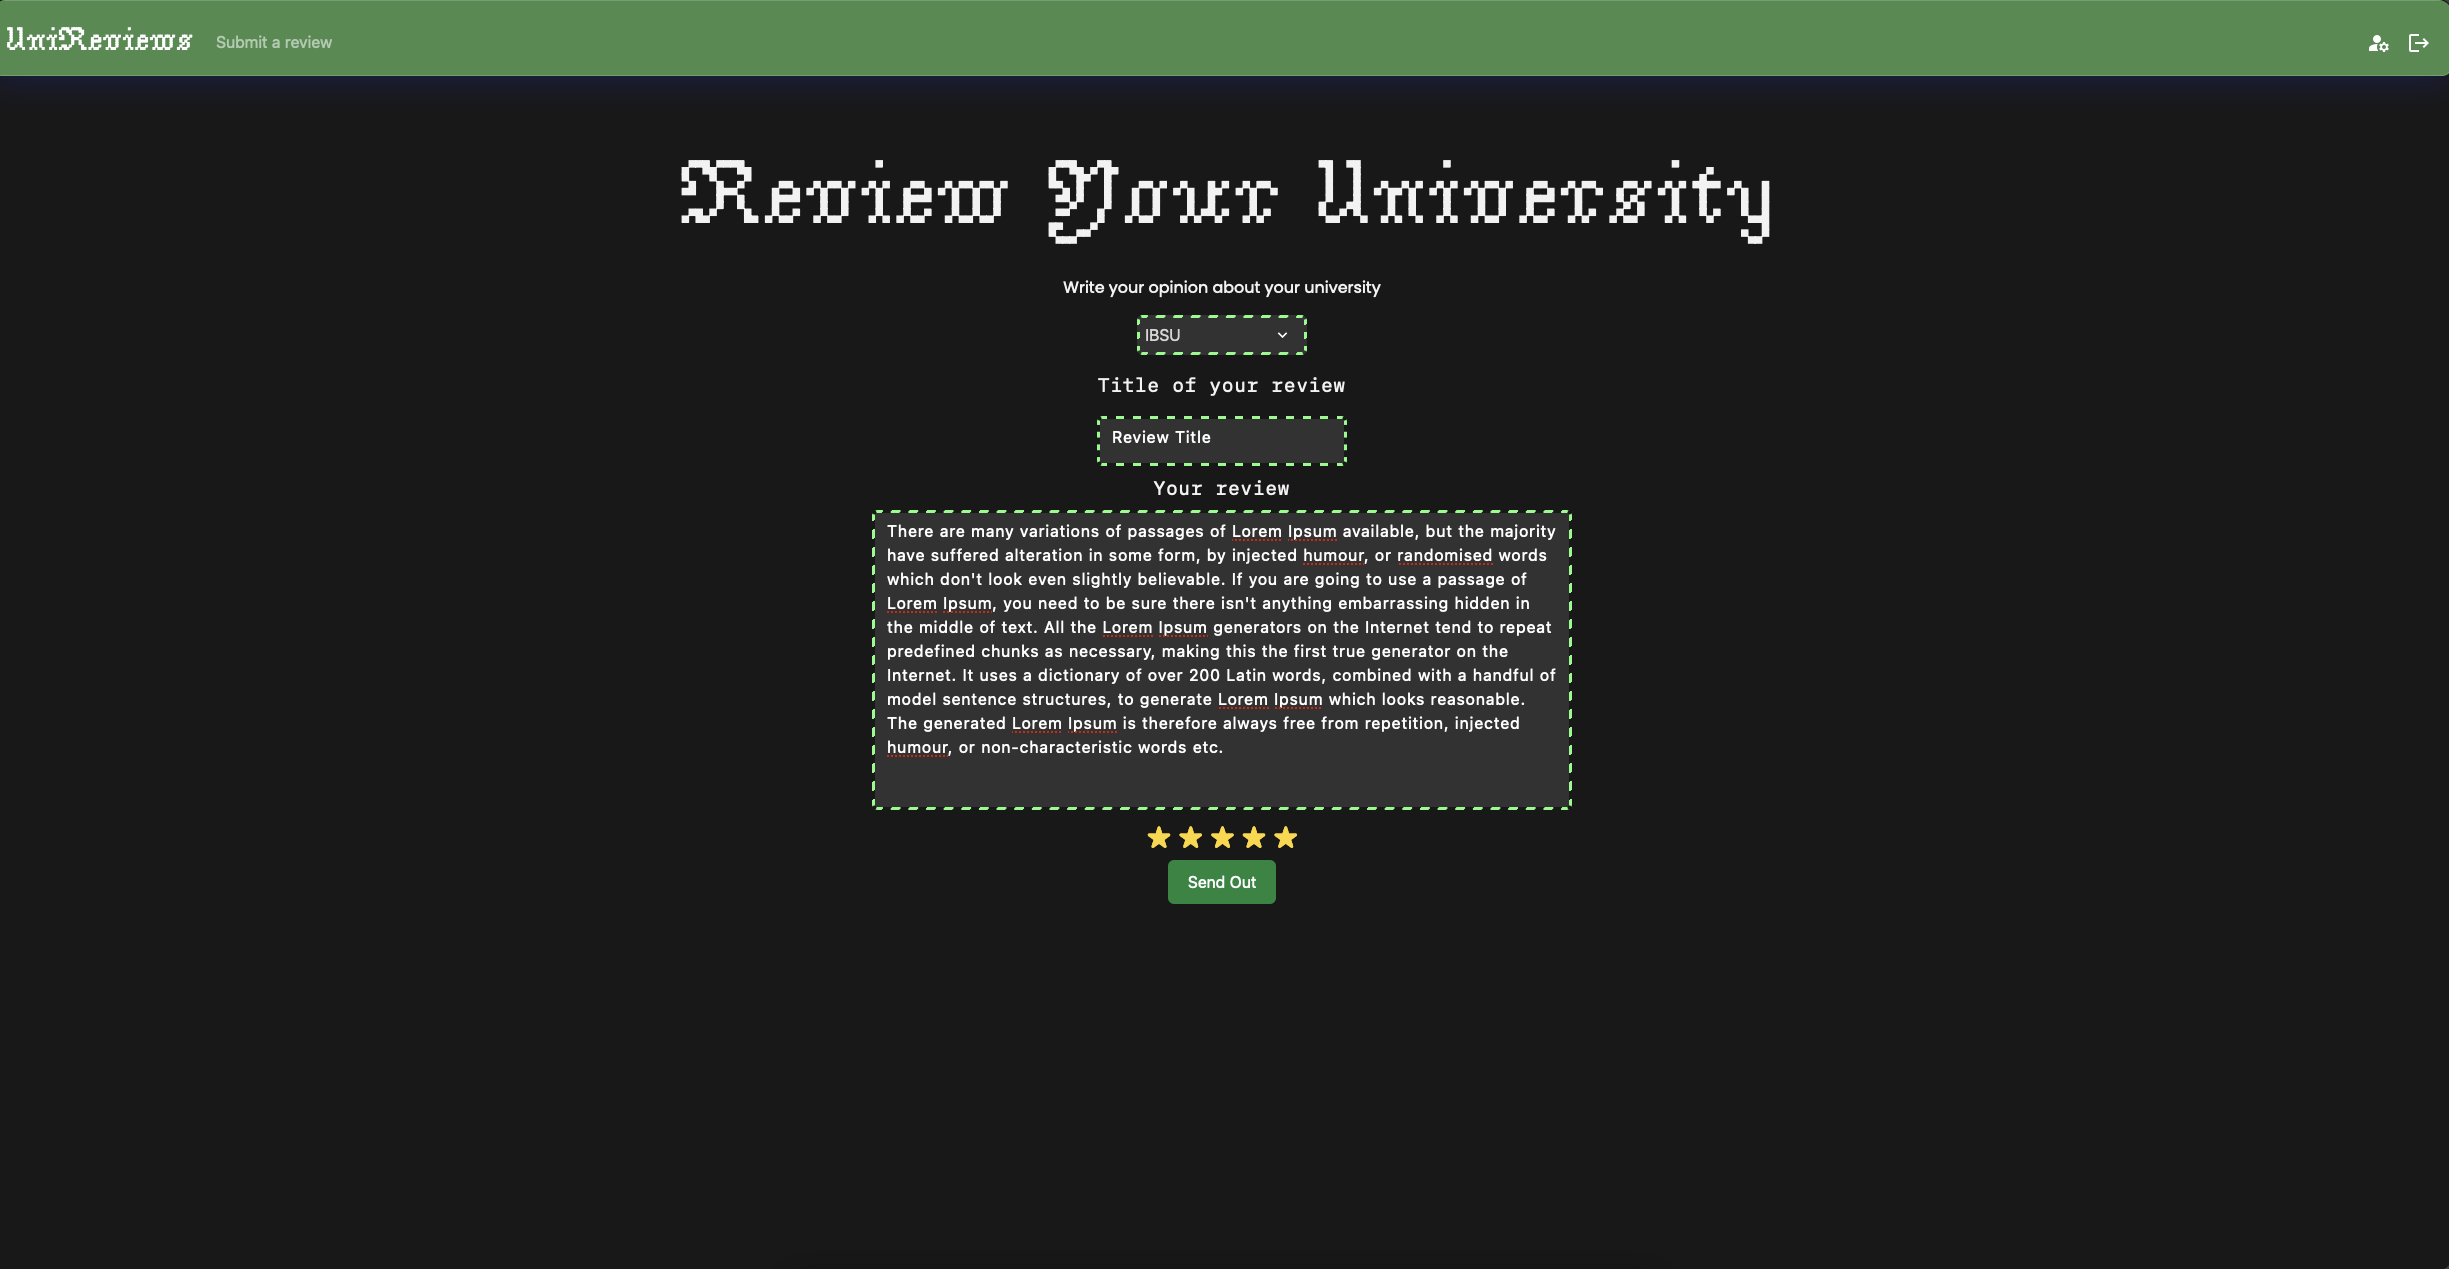 UniReviews
Submit a review
Review Your University
Write your opinion about your university
IBSU
Title of your review
Review Title
Your review
There are many variations of passages of Lorem Ipsum available, but the majority
have suffered alteration in some form, by injected humour, or randomised words
which don't look even slightly believable. If you are going to use a passage of
Lorem Ipsum, you need to be sure there isn't anything embarrassing hidden in
the middle of text. All the Lorem Ipsum generators on the Internet tend to repeat
predefined chunks as necessary, making this the first true generator on the
Internet. It uses a dictionary of over 200 Latin words, combined with a handful of
model sentence structures, to generate Lorem Ipsum which looks reasonable.
The generated Lorem Ipsum is therefore always free from repetition, injected
humour, or non-characteristic words etc.
Send Out